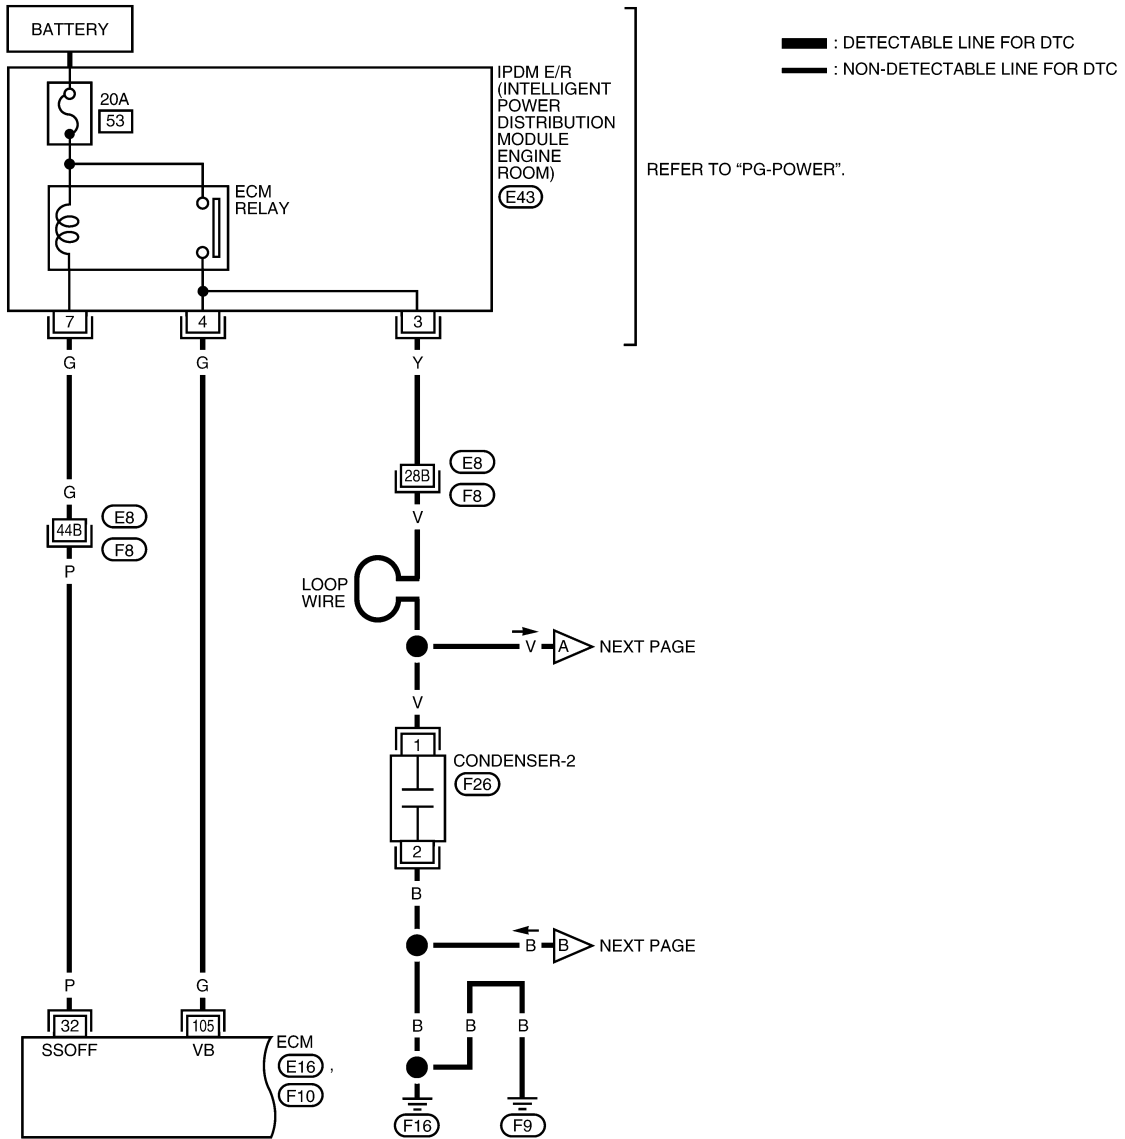 BATTERY
: DETECTABLE LINE FOR DTC
: NON-DETECTABLE LINE FOR DTC
IPDM E/R
(INTELLIGENT
POWER
DISTRIBUTION
MODULE
ENGINE
ROOM)
E43
20A
53
REFER TO “PG-POWER”.
ECM
RELAY
7
4
3
G
G
Y
28B
E8
F8
G
44B
E8
F8
V
P
LOOP
WIRE
V
A
NEXT PAGE
V
1
CONDENSER-2
F26
2
B
B
B
NEXT PAGE
P
G
B
B
B
32
105
SSOFF
VB
ECM
E16 ,
F10
F16
F9